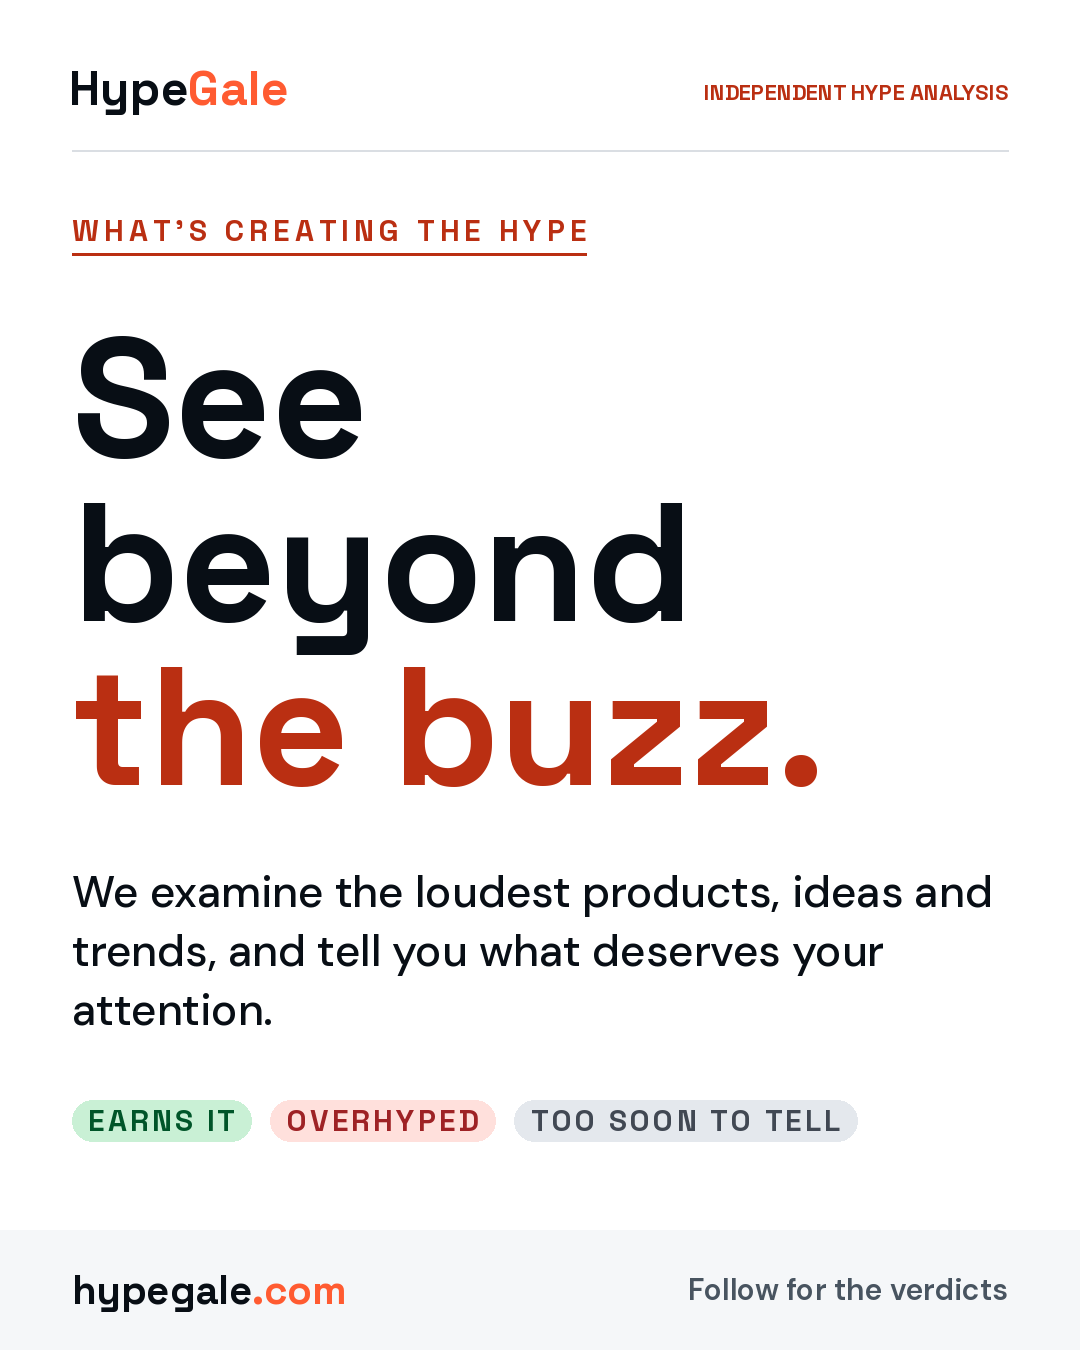 HypeGale
INDEPENDENT HYPE ANALYSIS
WHAT’S CREATING THE HYPE
See
beyond
the buzz.
We examine the loudest products, ideas and
trends, and tell you what deserves your
attention.
EARNS IT OVERHYPED TOO SOON TO TELL
hypegale.com
Follow for the verdicts